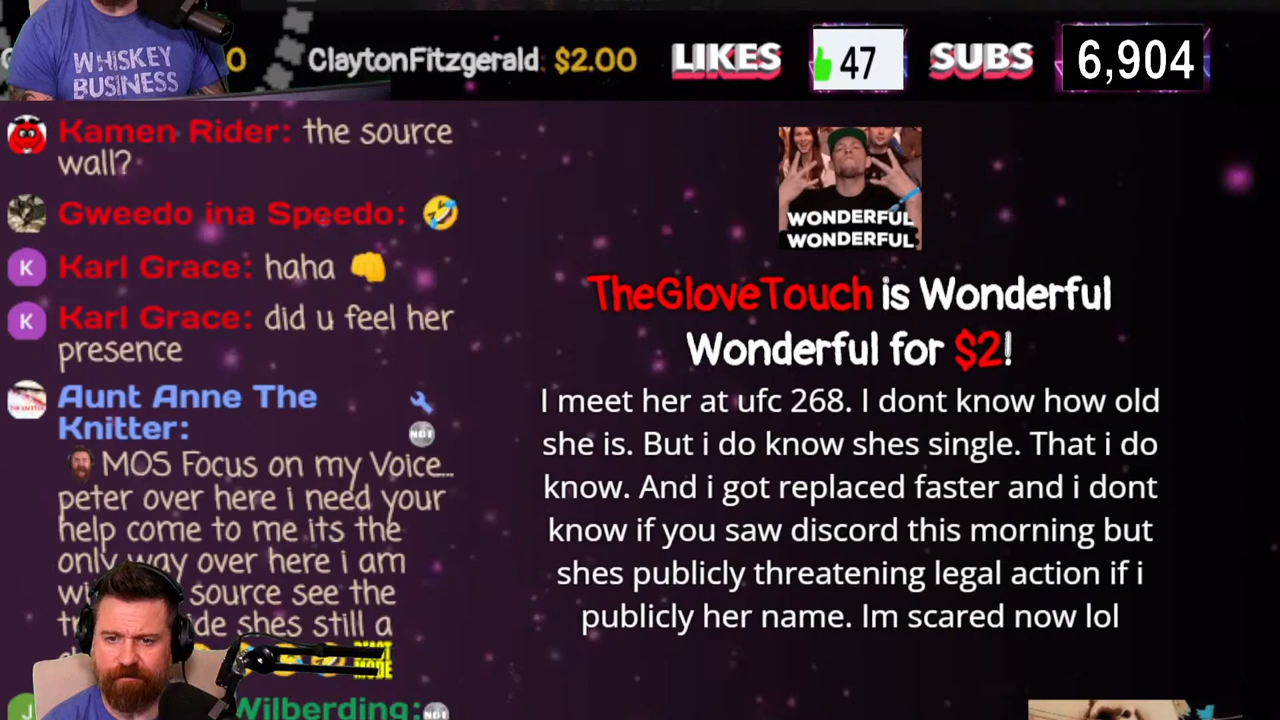 WHISKEY
BUSINESS
0
ClaytonFitzgerald: $2.00
LIKES
47
SUBS
6,904
Kamen Rider: the source
wall?
Gweedo ina Speedo: 🤣
K Karl Grace: haha 👊
K Karl Grace: did u feel her
presence
Aunt Anne The
Knitter:
NDT
MOS Focus on my Voice...
peter over here i need your
help come to me its the
only way over here i am
source see the
shes still a
REACT
MODE
J Wilberding:
NDT
WONDERFUL
WONDERFUL
TheGloveTouch is Wonderful
Wonderful for $2!
I meet her at ufc 268. I dont know how old
she is. But i do know shes single. That i do
know. And i got replaced faster and i dont
know if you saw discord this morning but
shes publicly threatening legal action if i
publicly her name. Im scared now lol